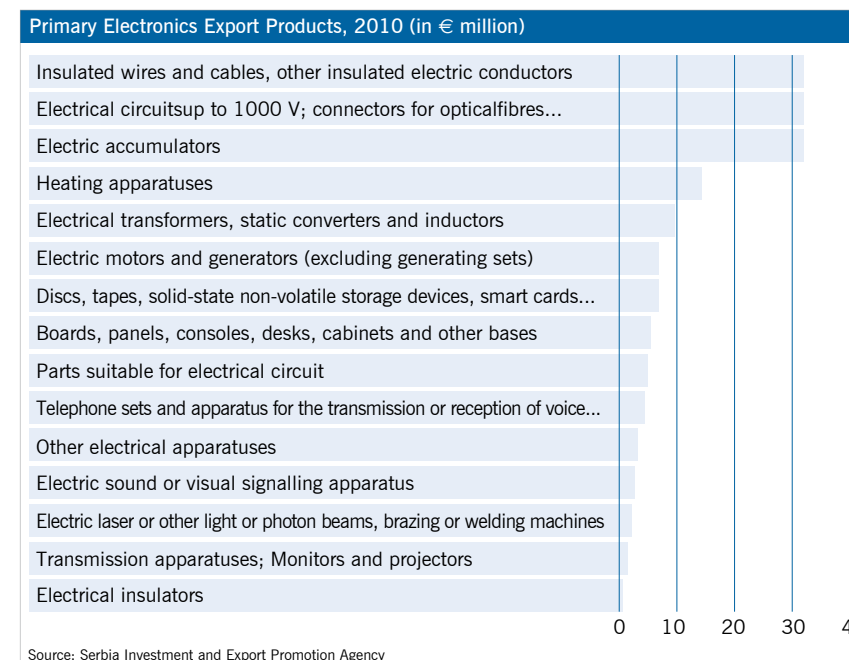 Primary Electronics Export Products, 2010 (in € million)
Insulated wires and cables, other insulated electric conductors
Electrical circuitsup to 1000 V; connectors for opticalfibres...
Electric accumulators
Heating apparatuses
Electrical transformers, static converters and inductors
Electric motors and generators (excluding generating sets)
Discs, tapes, solid-state non-volatile storage devices, smart cards...
Boards, panels, consoles, desks, cabinets and other bases
Parts suitable for electrical circuit
Telephone sets and apparatus for the transmission or reception of voice...
Other electrical apparatuses
Electric sound or visual signalling apparatus
Electric laser or other light or photon beams, brazing or welding machines
Transmission apparatuses; Monitors and projectors
Electrical insulators
0 10 20 30
Source: Serbia Investment and Export Promotion Agency